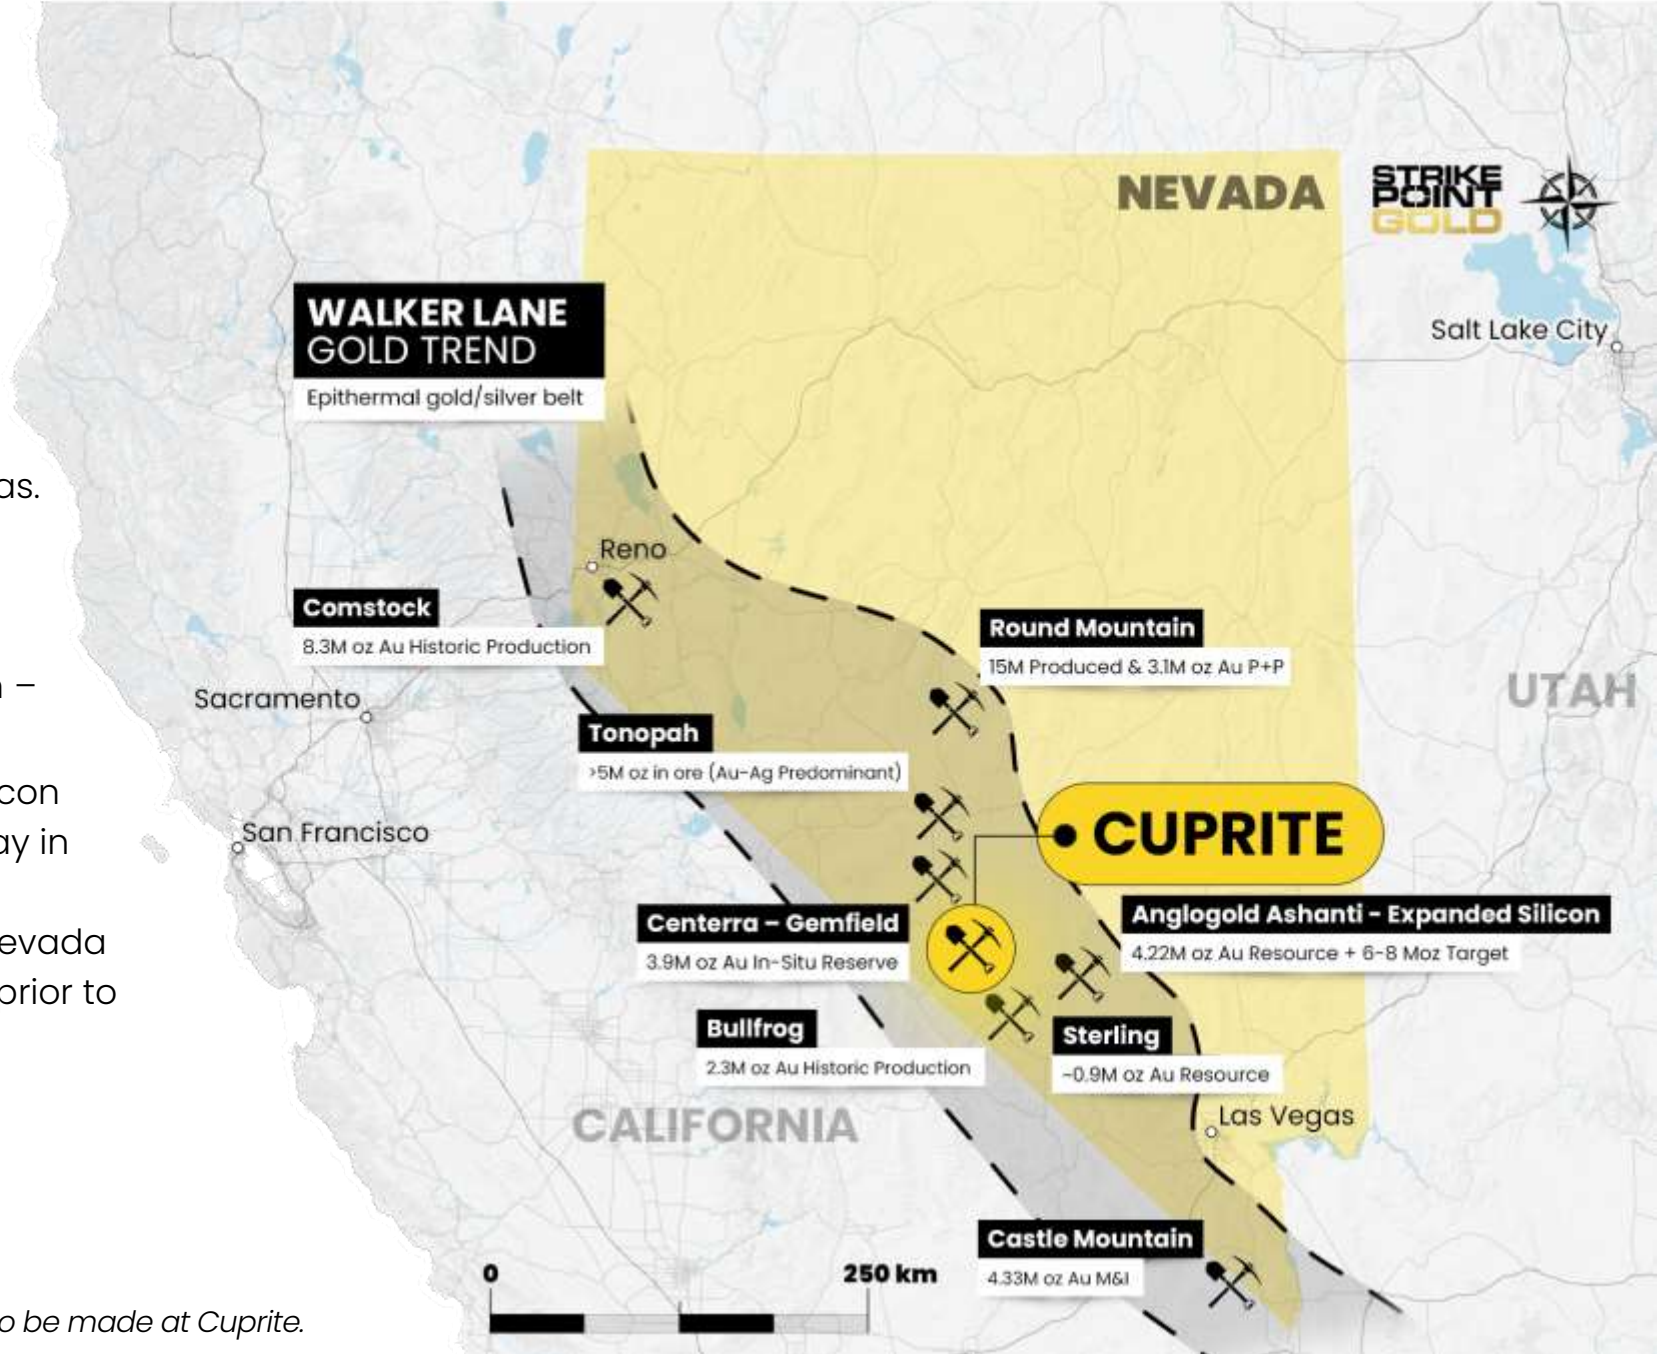 NEVADA
STRIKE
POINT
GOLD
WALKER LANE
GOLD TREND
Epithermal gold/silver belt
Salt Lake City
as.
Reno
Comstock
8.3M oz Au Historic Production
Round Mountain
15M Produced & 3.1M oz Au P+P
–
Sacramento
UTAH
Tonopah
>5M oz in ore (Au-Ag Predominant)
con
ay in
San Francisco
CUPRITE
Centerra – Gemfield
3.9M oz Au In-Situ Reserve
Anglogold Ashanti - Expanded Silicon
4.22M oz Au Resource + 6-8 Moz Target
evada
prior to
Bullfrog
2.3M oz Au Historic Production
Sterling
~0.9M oz Au Resource
CALIFORNIA
Las Vegas
Castle Mountain
4.33M oz Au M&I
0 250 km
o be made at Cuprite.